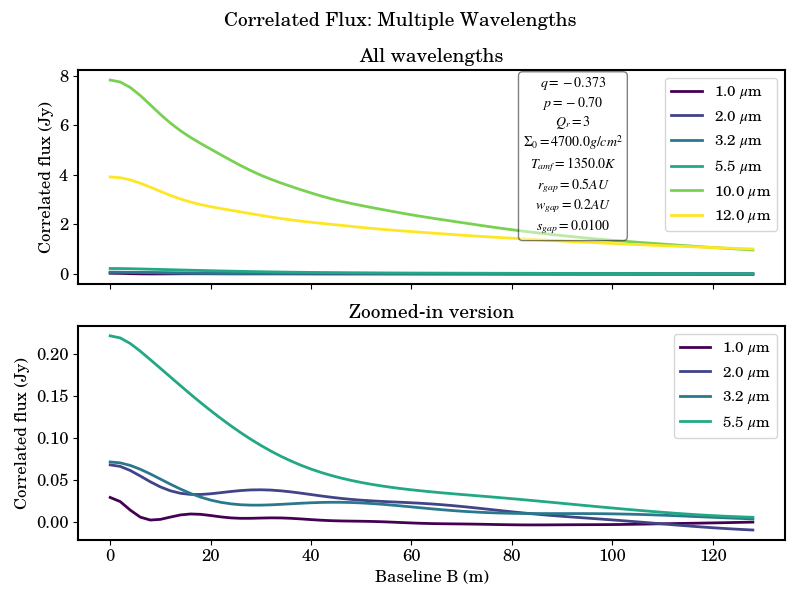 Correlated Flux: Multiple Wavelengths
All wavelengths
Correlated flux (Jy)
8
6
4
2
0
q = −0.373
p = −0.70
Q_r = 3
Σ_0 = 4700.0g/cm^2
T_amf = 1350.0K
r_gap = 0.5AU
w_gap = 0.2AU
s_gap = 0.0100
1.0 μm
2.0 μm
3.2 μm
5.5 μm
10.0 μm
12.0 μm
Zoomed-in version
Correlated flux (Jy)
0.20
0.15
0.10
0.05
0.00
1.0 μm
2.0 μm
3.2 μm
5.5 μm
0 20 40 60 80 100 120
Baseline B (m)